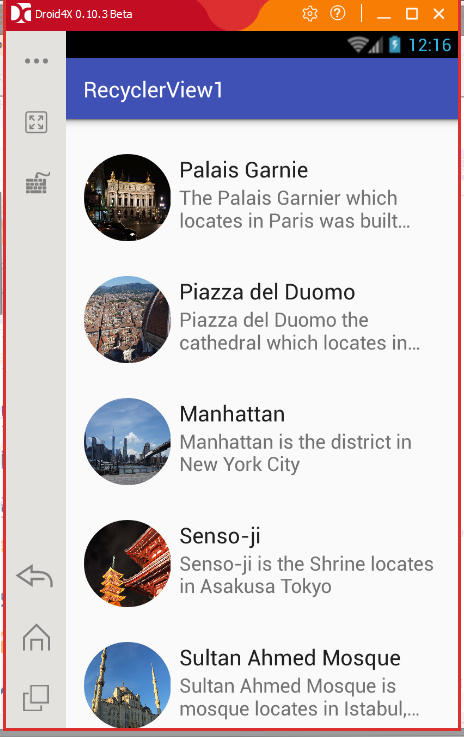 Droid4X 0.10.3 Beta
12:16
RecyclerView1
Palais Garnie
The Palais Garnier which
locates in Paris was built...
Piazza del Duomo
Piazza del Duomo the
cathedral which locates in...
Manhattan
Manhattan is the district in
New York City
Senso-ji
Senso-ji is the Shrine locates
in Asakusa Tokyo
Sultan Ahmed Mosque
Sultan Ahmed Mosque is
mosque locates in Istabul,...